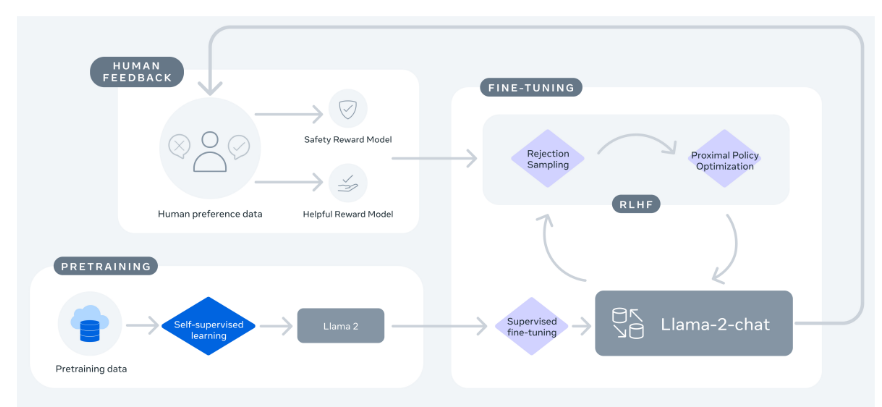 HUMAN
FEEDBACK
Safety Reward Model
Human preference data
Helpful Reward Model
FINE-TUNING
Rejection
Sampling
Proximal Policy
Optimization
RLHF
PRETRAINING
Pretraining data
Self-supervised
learning
Llama 2
Supervised
fine-tuning
Llama-2-chat